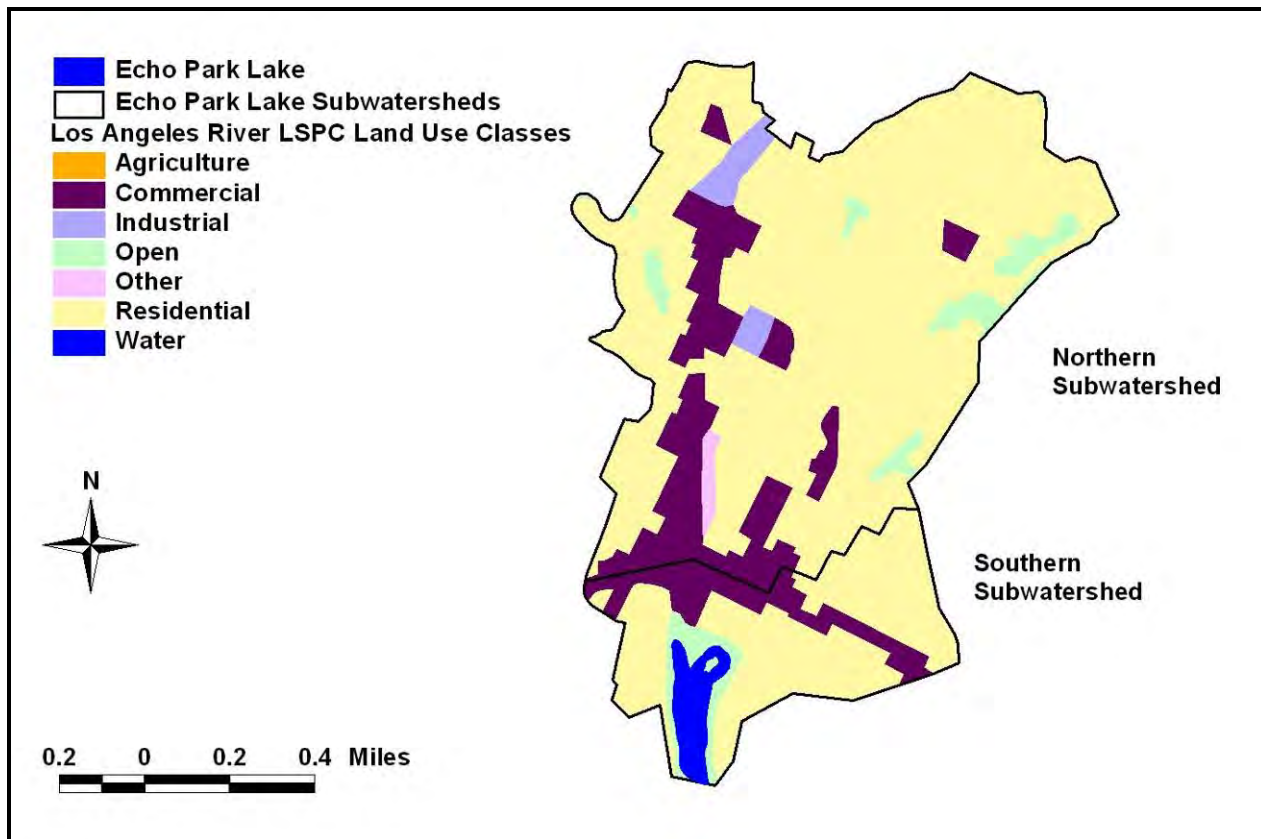 Echo Park Lake
Echo Park Lake Subwatersheds
Los Angeles River LSPC Land Use Classes
Agriculture
Commercial
Industrial
Open
Other
Residential
Water
Northern
Subwatershed
N
Southern
Subwatershed
0.2 0 0.2 0.4 Miles